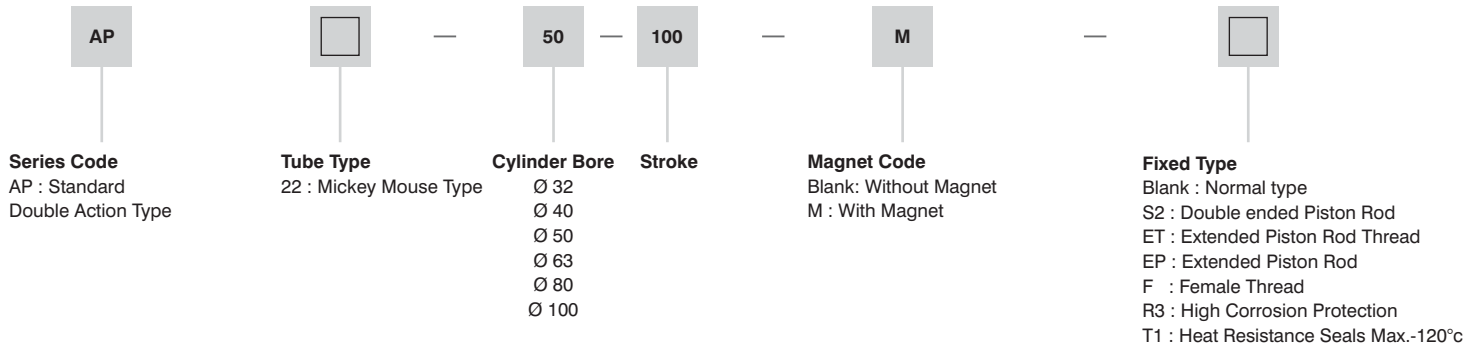 AP — 50 — 100 — M —
Series Code
AP : Standard
Double Action Type
Tube Type
22 : Mickey Mouse Type
Cylinder Bore
Ø 32
Ø 40
Ø 50
Ø 63
Ø 80
Ø 100
Stroke
Magnet Code
Blank: Without Magnet
M : With Magnet
Fixed Type
Blank : Normal type
S2 : Double ended Piston Rod
ET : Extended Piston Rod Thread
EP : Extended Piston Rod
F : Female Thread
R3 : High Corrosion Protection
T1 : Heat Resistance Seals Max.-120°c